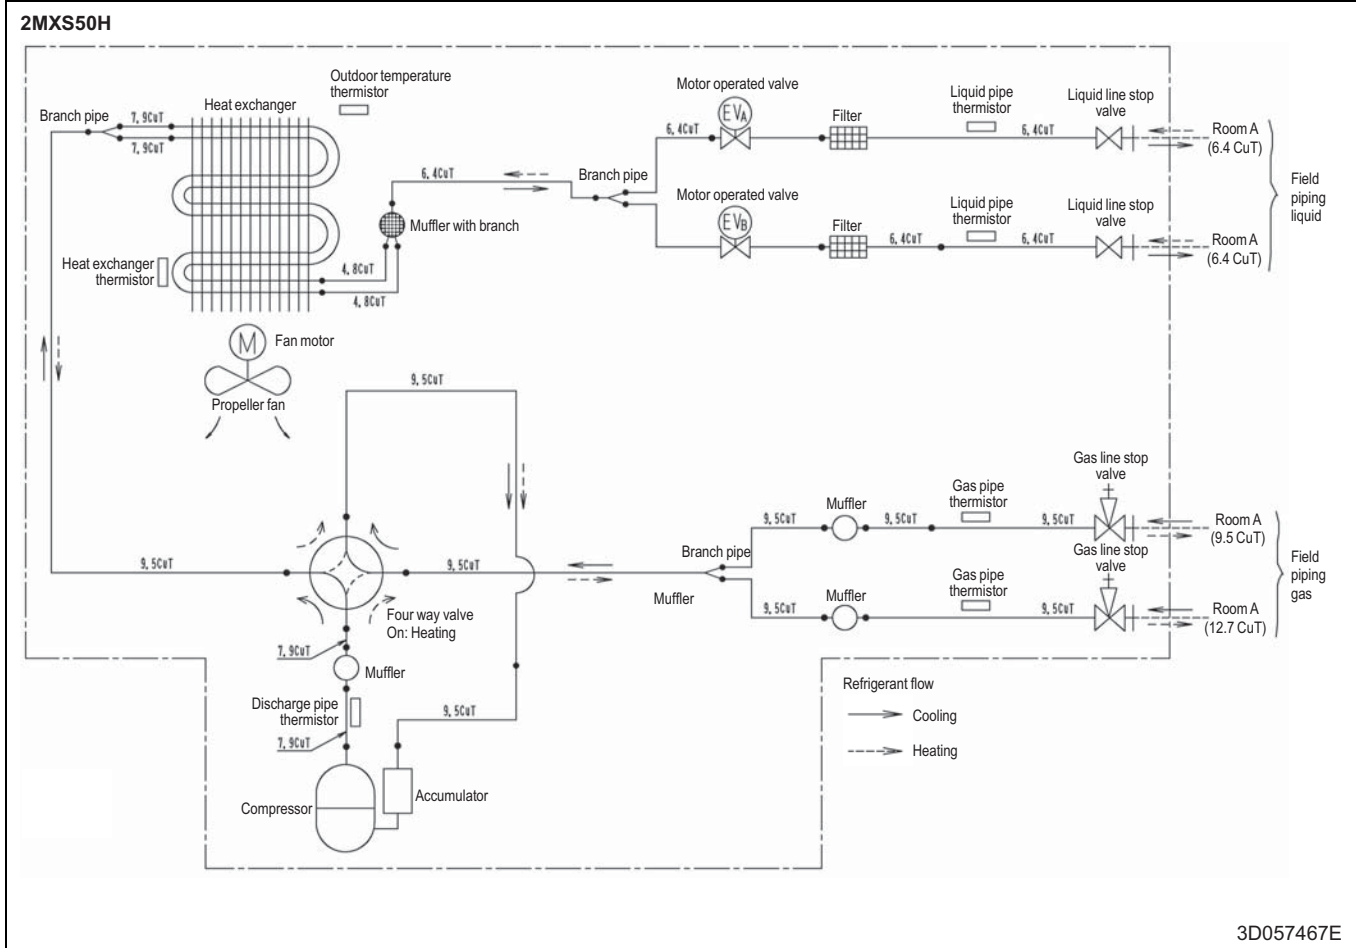 2MXS50H
Outdoor temperature
thermistor
Heat exchanger
Branch pipe
7,9CuT
7,9CuT
Motor operated valve
EVA
6,4CuT
Filter
Liquid pipe
thermistor
6,4CuT
Liquid line stop
valve
Room A
(6.4 CuT)
6,4CuT
Branch pipe
Muffler with branch
Motor operated valve
EVB
Filter
6,4CuT
Liquid pipe
thermistor
6,4CuT
Liquid line stop
valve
Room A
(6.4 CuT)
Field
piping
liquid
Heat exchanger
thermistor
4,8CuT
4,8CuT
M
Fan motor
Propeller fan
9,5CuT
Gas line stop
valve
Gas pipe
thermistor
Muffler
9,5CuT
9,5CuT
9,5CuT
Room A
(9.5 CuT)
9,5CuT
9,5CuT
Branch pipe
Muffler
Gas line stop
valve
Gas pipe
thermistor
Muffler
9,5CuT
9,5CuT
Room A
(12.7 CuT)
Field
piping
gas
Four way valve
On: Heating
7,9CuT
Muffler
Discharge pipe
thermistor
7,9CuT
9,5CuT
Compressor
Accumulator
Refrigerant flow
Cooling
Heating
3D057467E